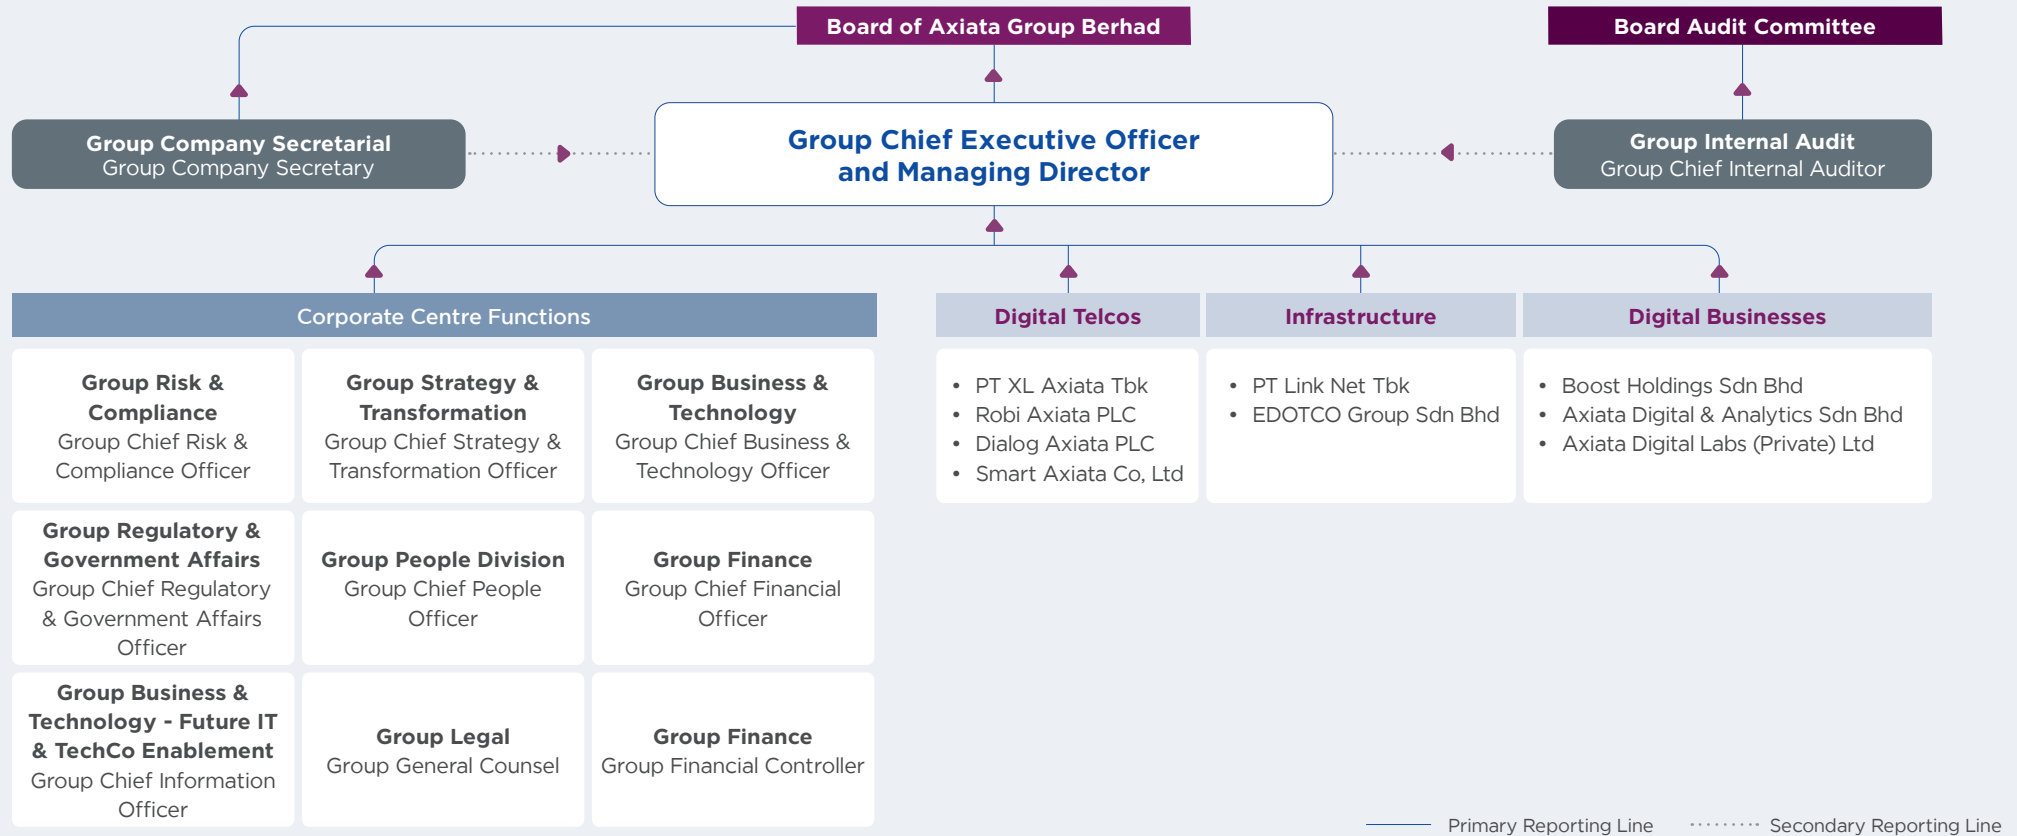 Board of Axiata Group Berhad
Board Audit Committee
Group Company Secretarial
Group Company Secretary
Group Chief Executive Officer
and Managing Director
Group Internal Audit
Group Chief Internal Auditor
Corporate Centre Functions
Group Risk &
Compliance
Group Chief Risk &
Compliance Officer
Group Strategy &
Transformation
Group Chief Strategy &
Transformation Officer
Group Business &
Technology
Group Chief Business &
Technology Officer
Group Regulatory &
Government Affairs
Group Chief Regulatory
& Government Affairs
Officer
Group People Division
Group Chief People
Officer
Group Finance
Group Chief Financial
Officer
Group Business &
Technology - Future IT
& TechCo Enablement
Group Chief Information
Officer
Group Legal
Group General Counsel
Group Finance
Group Financial Controller
Digital Telcos
• PT XL Axiata Tbk
• Robi Axiata PLC
• Dialog Axiata PLC
• Smart Axiata Co, Ltd
Infrastructure
• PT Link Net Tbk
• EDOTCO Group Sdn Bhd
Digital Businesses
• Boost Holdings Sdn Bhd
• Axiata Digital & Analytics Sdn Bhd
• Axiata Digital Labs (Private) Ltd
Primary Reporting Line
Secondary Reporting Line